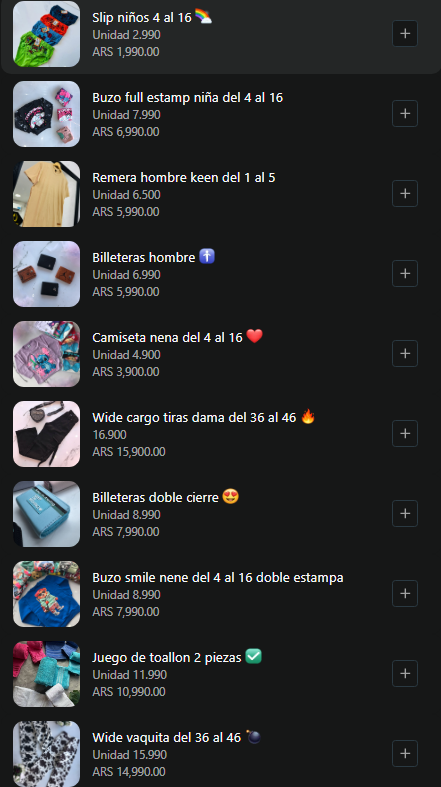 Slip niños 4 al 16 🌈
Unidad 2.990
ARS 1,990.00
Buzo full estamp niña del 4 al 16
Unidad 7.990
ARS 6,990.00
Remera hombre keen del 1 al 5
Unidad 6.500
ARS 5,990.00
Billeteras hombre
Unidad 6.990
ARS 5,990.00
Camiseta nena del 4 al 16 ❤️
Unidad 4.900
ARS 3,900.00
Wide cargo tiras dama del 36 al 46 🔥
16.900
ARS 15,900.00
Billeteras doble cierre 😍
Unidad 8.990
ARS 7,990.00
Buzo smile nene del 4 al 16 doble estampa
Unidad 8.990
ARS 7,990.00
Juego de toallon 2 piezas ✅
Unidad 11.990
ARS 10,990.00
Wide vaquita del 36 al 46 💣
Unidad 15.990
ARS 14,990.00